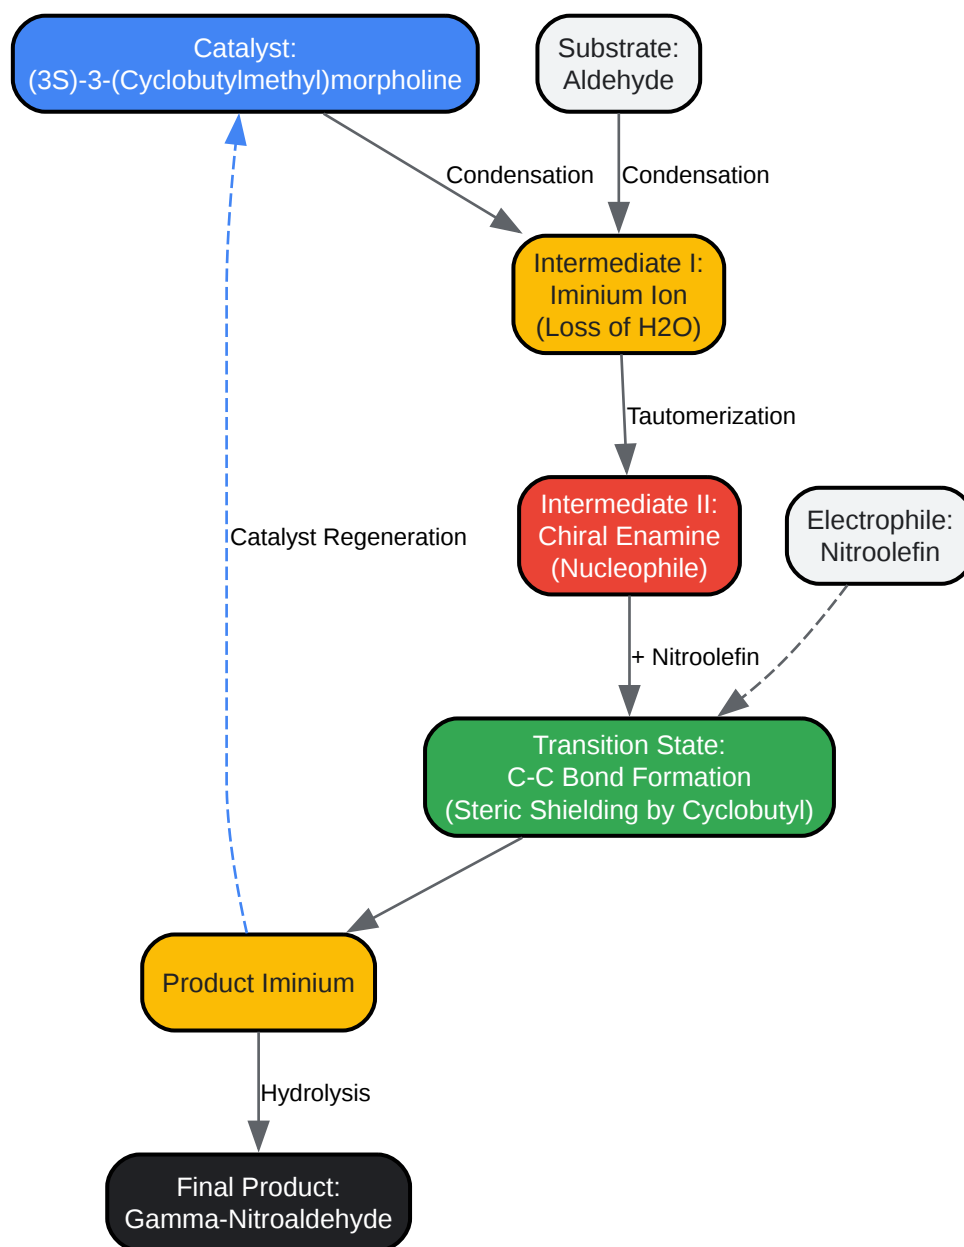 Catalyst:
(3S)-3-(Cyclobutylmethyl)morpholine
Substrate:
Aldehyde
Condensation
Condensation
Intermediate I:
Iminium Ion
(Loss of H2O)
Tautomerization
Intermediate II:
Chiral Enamine
(Nucleophile)
Electrophile:
Nitroolefin
Catalyst Regeneration
+ Nitroolefin
Transition State:
C-C Bond Formation
(Steric Shielding by Cyclobutyl)
Product Iminium
Hydrolysis
Final Product:
Gamma-Nitroaldehyde